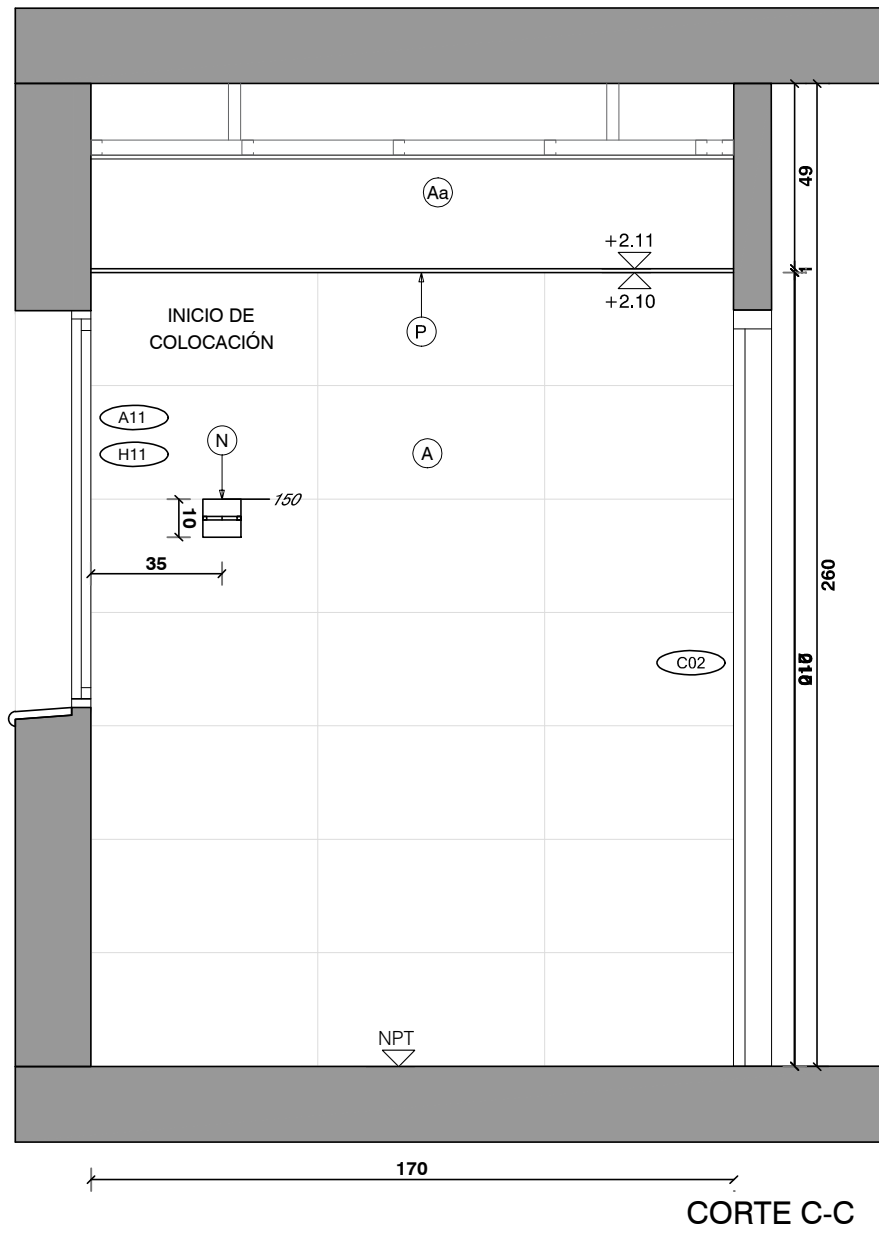 49
Aa
+2.11
1
+2.10
INICIO DE
COLOCACIÓN
P
A11
N
A
H11
150
10
35
260
C02
NPT
170
CORTE C-C